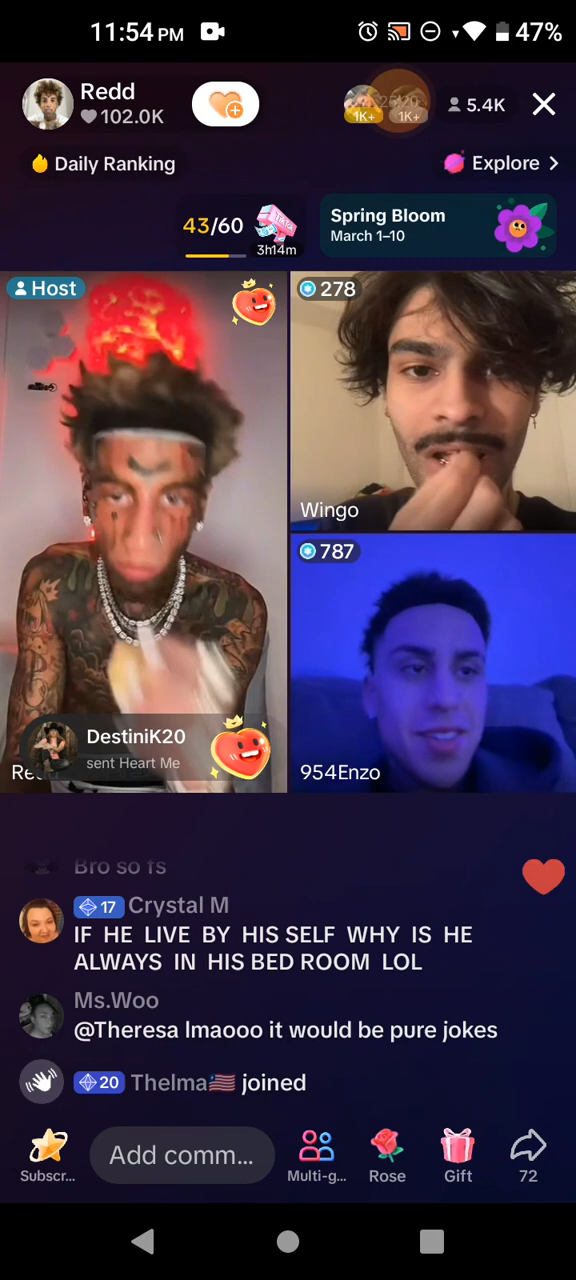 11:54 PM
47%
Redd
102.0K
1K+
1K+
5.4K
Daily Ranking
Explore
43/60
TikTok
3h14m
Spring Bloom
March 1–10
Host
278
Wingo
787
DestiniK20
sent Heart Me
954Enzo
Bro so fs
17 Crystal M
IF HE LIVE BY HIS SELF WHY IS HE
ALWAYS IN HIS BED ROOM LOL
Ms.Woo
@Theresa lmaooo it would be pure jokes
20 Thelma🇱🇷 joined
Subscr...
Add comm...
Multi-g...
Rose
Gift
72